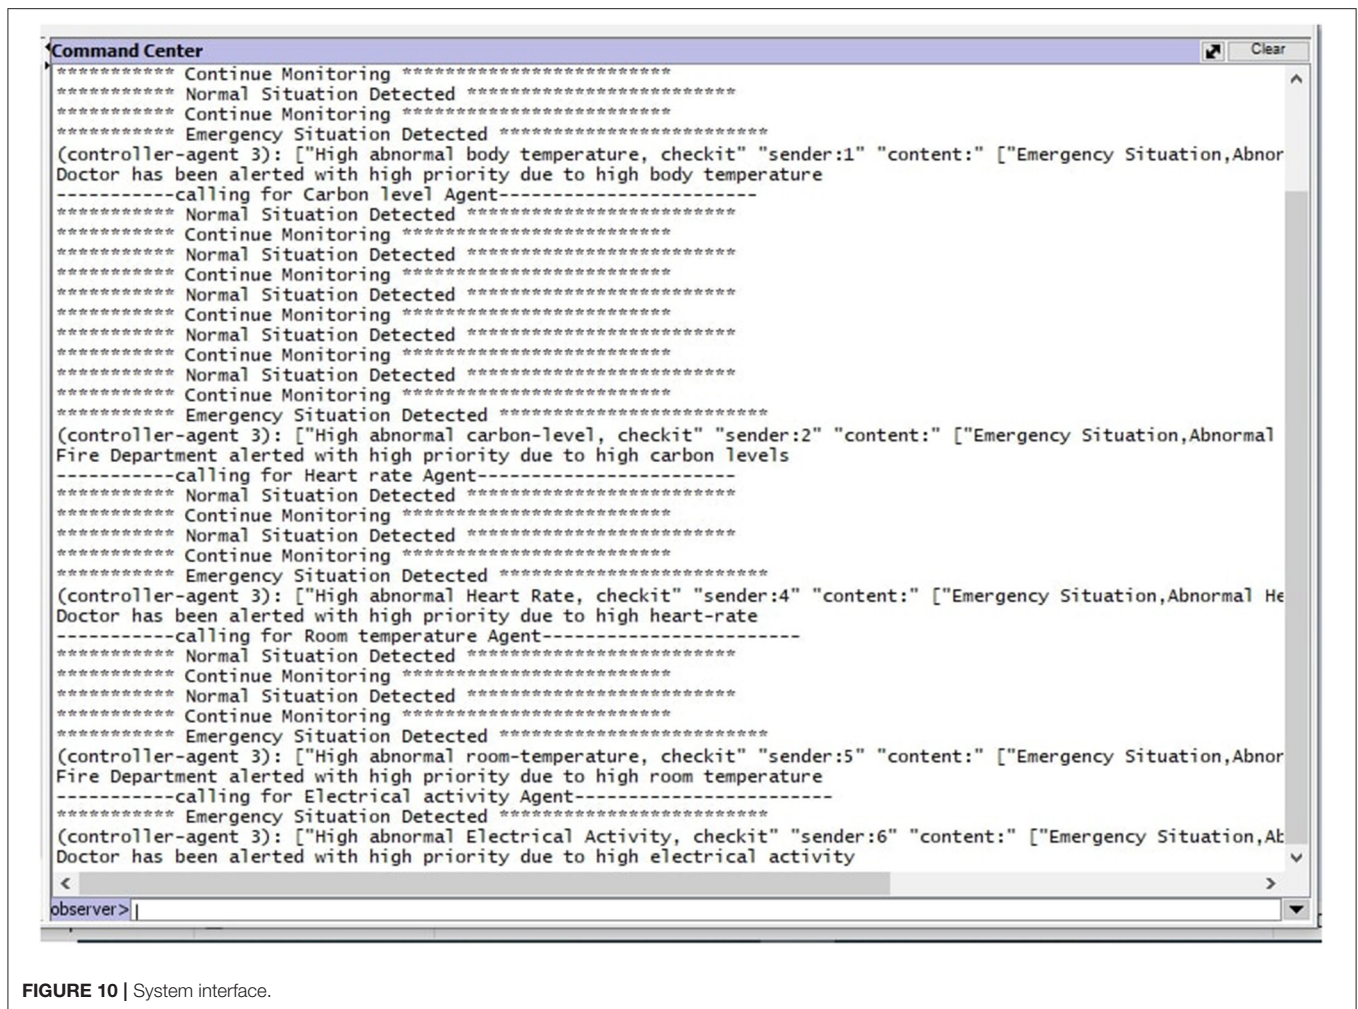 Command Center
Clear
*********** Continue Monitoring *************************
*********** Normal Situation Detected *************************
*********** Continue Monitoring *************************
*********** Emergency Situation Detected *************************
(controller-agent 3): ["High abnormal body temperature, checkit" "sender:1" "content:" ["Emergency Situation,Abnor
Doctor has been alerted with high priority due to high body temperature
-----------calling for Carbon level Agent------------------------
*********** Normal Situation Detected *************************
*********** Continue Monitoring *************************
*********** Normal Situation Detected *************************
*********** Continue Monitoring *************************
*********** Normal Situation Detected *************************
*********** Continue Monitoring *************************
*********** Normal Situation Detected *************************
*********** Continue Monitoring *************************
*********** Normal Situation Detected *************************
*********** Continue Monitoring *************************
*********** Emergency Situation Detected *************************
(controller-agent 3): ["High abnormal carbon-level, checkit" "sender:2" "content:" ["Emergency Situation,Abnormal
Fire Department alerted with high priority due to high carbon levels
-----------calling for Heart rate Agent------------------------
*********** Normal Situation Detected *************************
*********** Continue Monitoring *************************
*********** Normal Situation Detected *************************
*********** Continue Monitoring *************************
*********** Emergency Situation Detected *************************
(controller-agent 3): ["High abnormal Heart Rate, checkit" "sender:4" "content:" ["Emergency Situation,Abnormal He
Doctor has been alerted with high priority due to high heart-rate
-----------calling for Room temperature Agent------------------------
*********** Normal Situation Detected *************************
*********** Continue Monitoring *************************
*********** Normal Situation Detected *************************
*********** Continue Monitoring *************************
*********** Emergency Situation Detected *************************
(controller-agent 3): ["High abnormal room-temperature, checkit" "sender:5" "content:" ["Emergency Situation,Abnor
Fire Department alerted with high priority due to high room temperature
-----------calling for Electrical activity Agent------------------------
*********** Emergency Situation Detected *************************
(controller-agent 3): ["High abnormal Electrical Activity, checkit" "sender:6" "content:" ["Emergency Situation,Ab
Doctor has been alerted with high priority due to high electrical activity
observer>
FIGURE 10 | System interface.